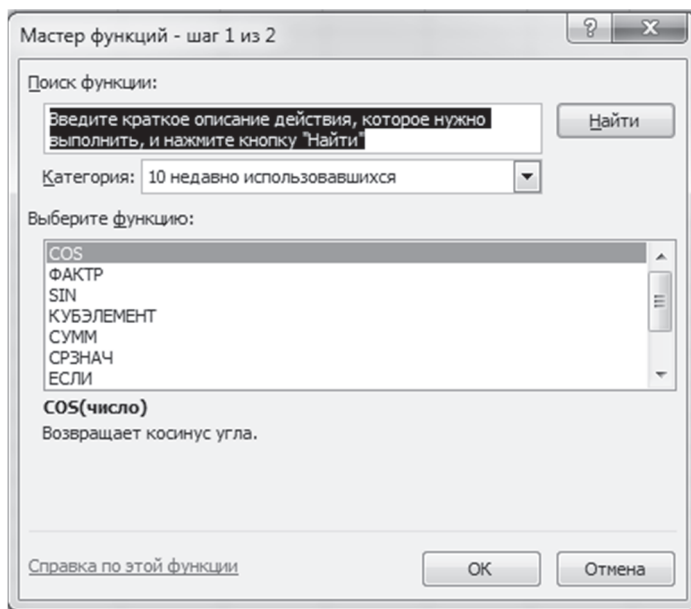 Мастер функций - шаг 1 из 2
Поиск функции:
Введите краткое описание действия, которое нужно
выполнить, и нажмите кнопку "Найти"
Найти
Категория: 10 недавно использовавшихся
Выберите функцию:
COS
ФАКТР
SIN
КУБЭЛЕМЕНТ
СУММ
СРЗНАЧ
ЕСЛИ
COS(число)
Возвращает косинус угла.
Справка по этой функции
ОК
Отмена